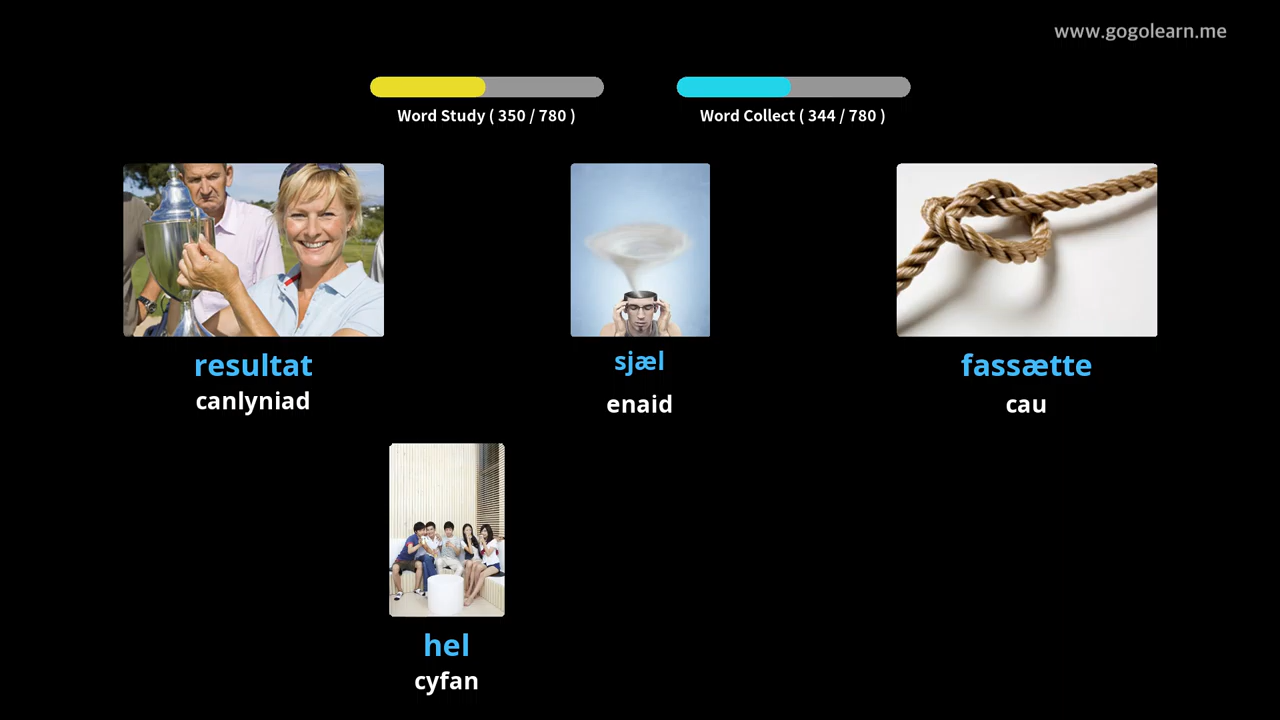 www.gogolearn.me
Word Study ( 350 / 780 )
Word Collect ( 344 / 780 )
resultat
canlyniad
sjæl
enaid
fassætte
cau
hel
cyfan